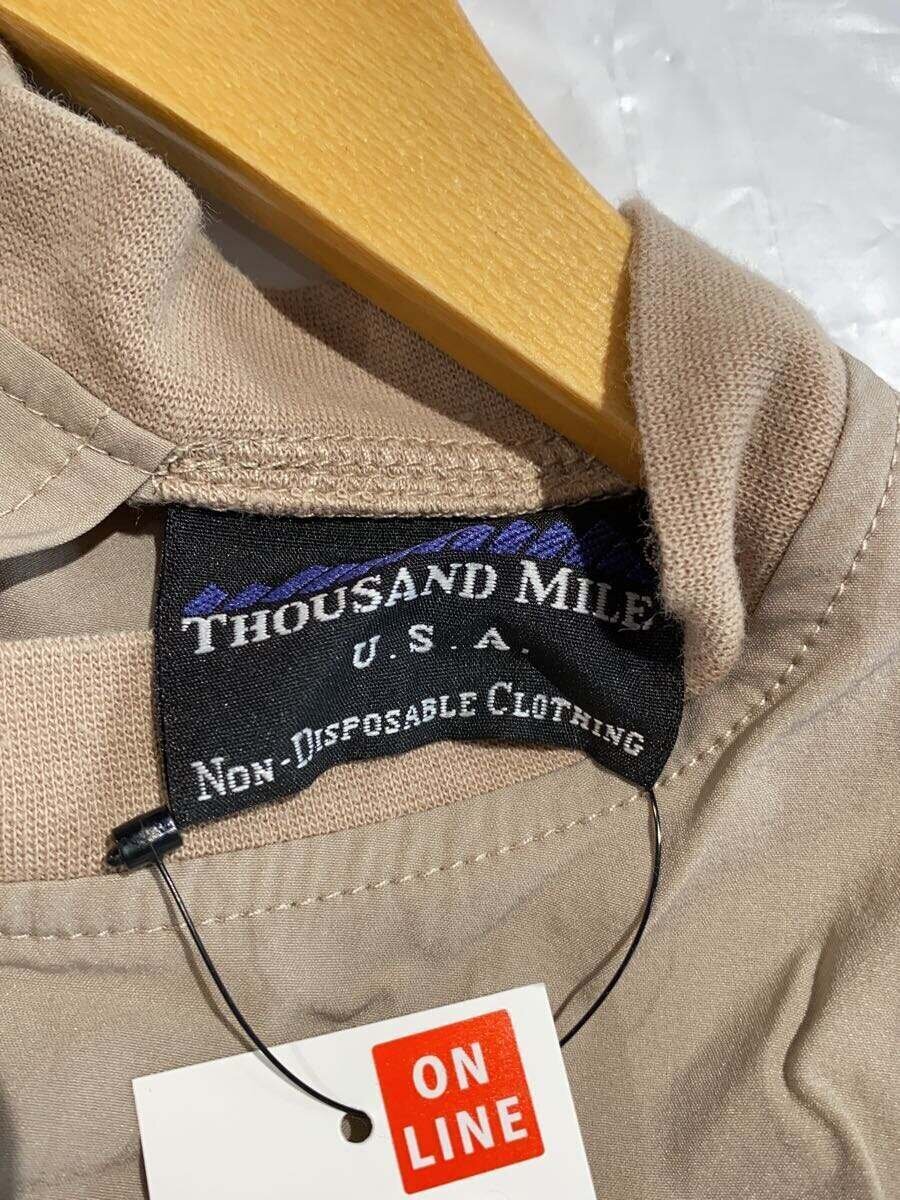 THOUSAND MILE
U.S.A.
NON-DISPOSABLE CLOTHING
ON
LINE